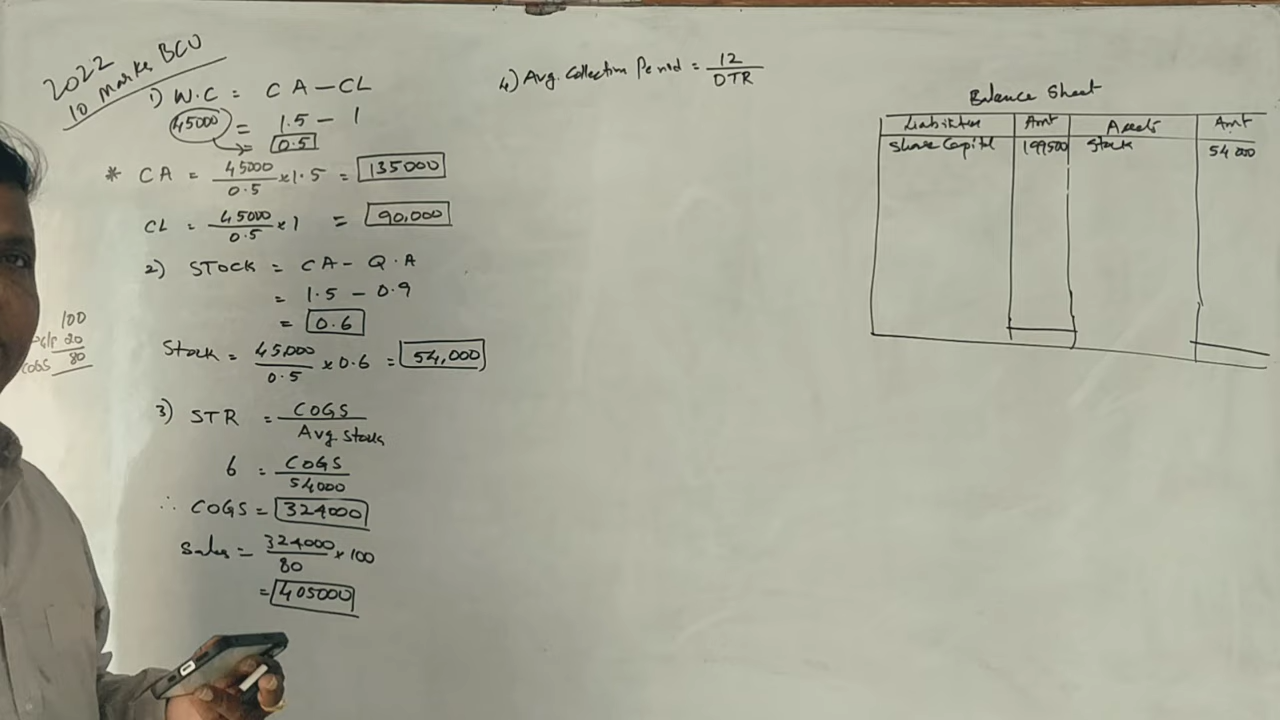 2022
10 Marks BCU
1) W.C = CA - CL
45000 = 1.5 - 1
= 0.5
* CA = 45000/0.5 × 1.5 = 135000
CL = 45000/0.5 × 1 = 90,000
2) Stock = CA - Q.A
= 1.5 - 0.9
= 0.6
Stock = 45,000/0.5 × 0.6 = 54,000
3) STR = COGS/Avg. Stock
6 = COGS/54000
∴ COGS = 324000
Sales = 324000/80 × 100
= 405000
100
G/P 20
COGS 80
4) Avg. Collection Period = 12/DTR
Balance Sheet
Liabilities Amt Assets Amt
Share Capital 199500 Stock 54000